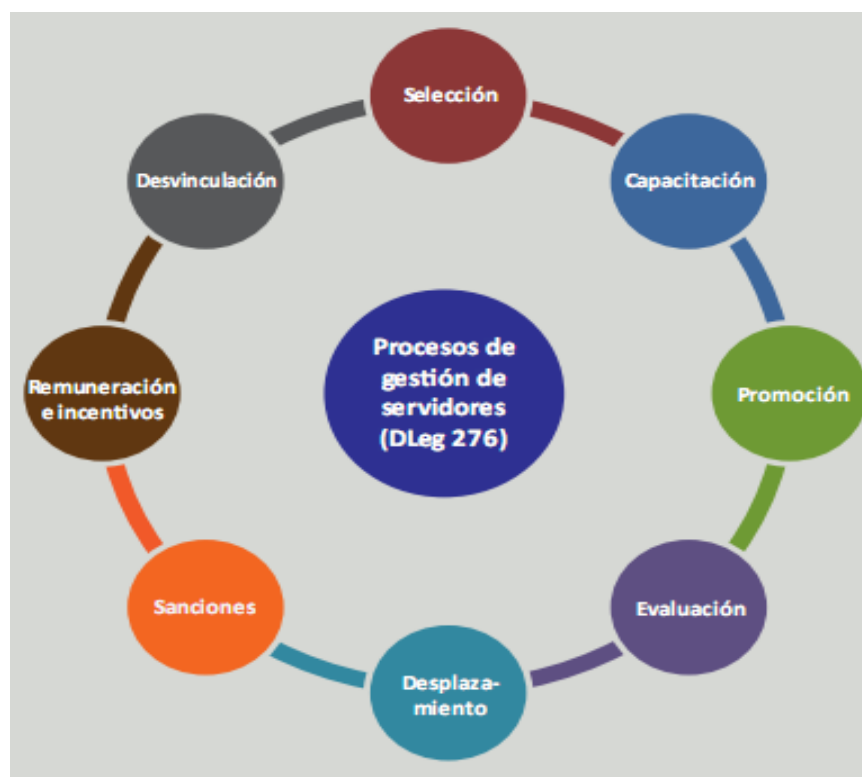 Selección
Capacitación
Promoción
Evaluación
Desplaza-
miento
Sanciones
Remuneración
e incentivos
Desvinculación
Procesos de
gestión de
servidores
(DLeg 276)